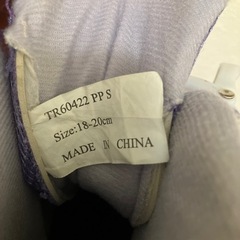 TR60422 PP S
Size:18-20cm
MADE IN CHINA